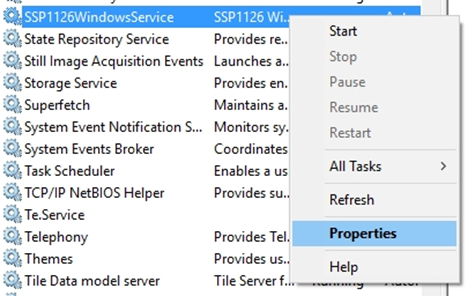 SSP1126WindowsService SSP1126 Wi...
State Repository Service Provides re...
Still Image Acquisition Events Launches a...
Storage Service Provides en...
Superfetch Maintains a...
System Event Notification S... Monitors sy...
System Events Broker Coordinates
Task Scheduler Enables a us
TCP/IP NetBIOS Helper Provides su...
Te.Service
Telephony Provides Tel...
Themes Provides us...
Tile Data model server Tile Server f...
Start
Stop
Pause
Resume
Restart
All Tasks
Refresh
Properties
Help